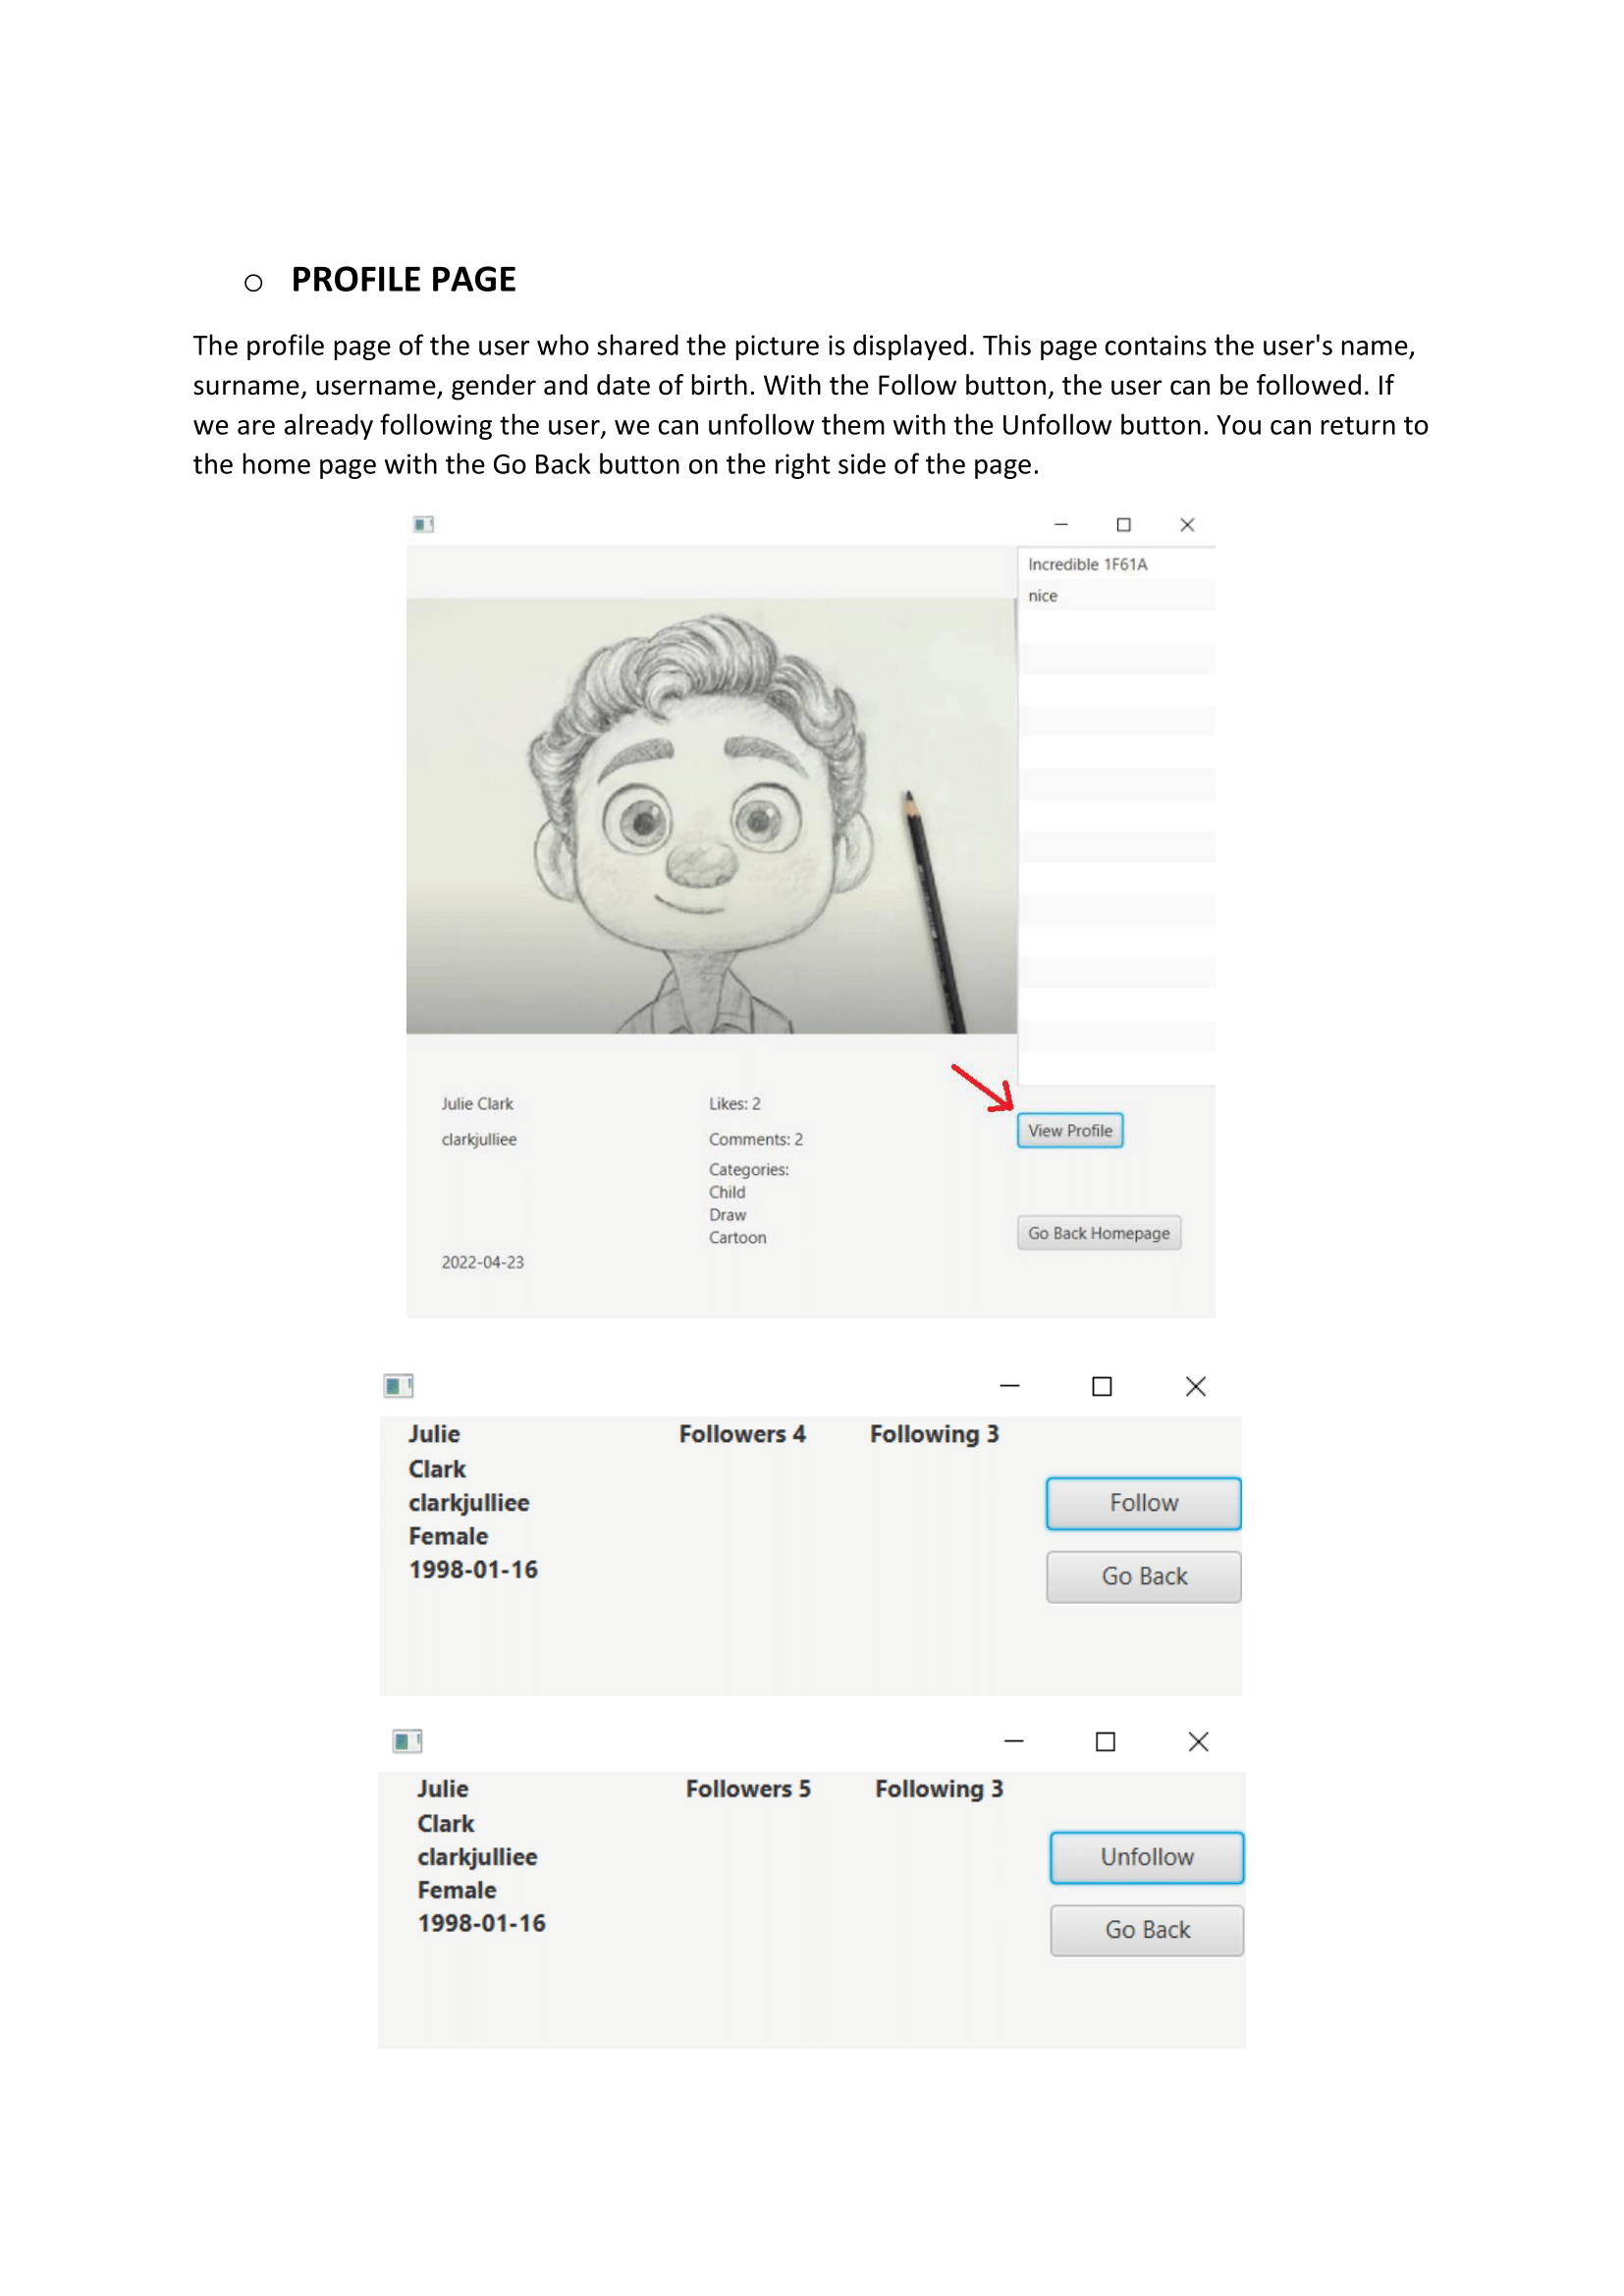 o PROFILE PAGE
The profile page of the user who shared the picture is displayed. This page contains the user's name,
surname, username, gender and date of birth. With the Follow button, the user can be followed. If
we are already following the user, we can unfollow them with the Unfollow button. You can return to
the home page with the Go Back button on the right side of the page.
Incredible 1F61A
nice
Julie Clark
clarkjulliee
2022-04-23
Likes: 2
Comments: 2
Categories:
Child
Draw
Cartoon
View Profile
Go Back Homepage
Julie
Clark
clarkjulliee
Female
1998-01-16
Followers 4
Following 3
Follow
Go Back
Julie
Clark
clarkjulliee
Female
1998-01-16
Followers 5
Following 3
Unfollow
Go Back